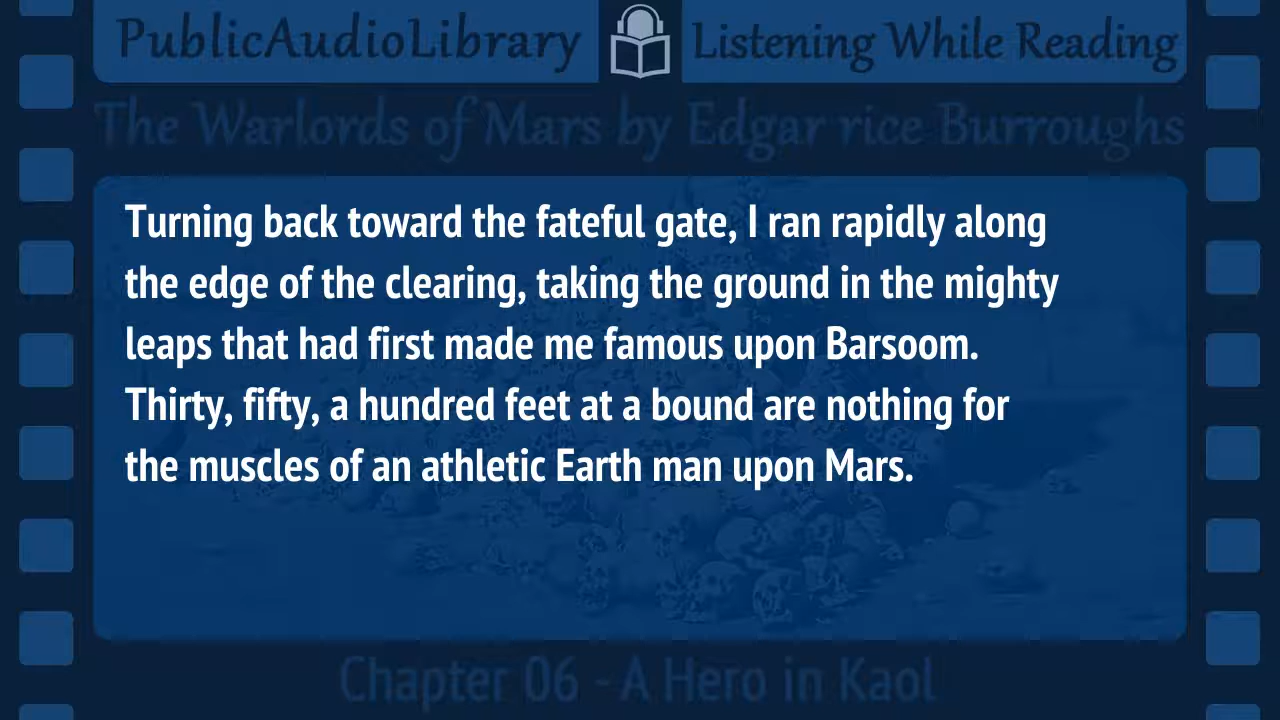 PublicAudioLibrary Listening While Reading
The Warlords of Mars by Edgar rice Burroughs
Turning back toward the fateful gate, I ran rapidly along
the edge of the clearing, taking the ground in the mighty
leaps that had first made me famous upon Barsoom.
Thirty, fifty, a hundred feet at a bound are nothing for
the muscles of an athletic Earth man upon Mars.
Chapter 06 - A Hero in Kaol